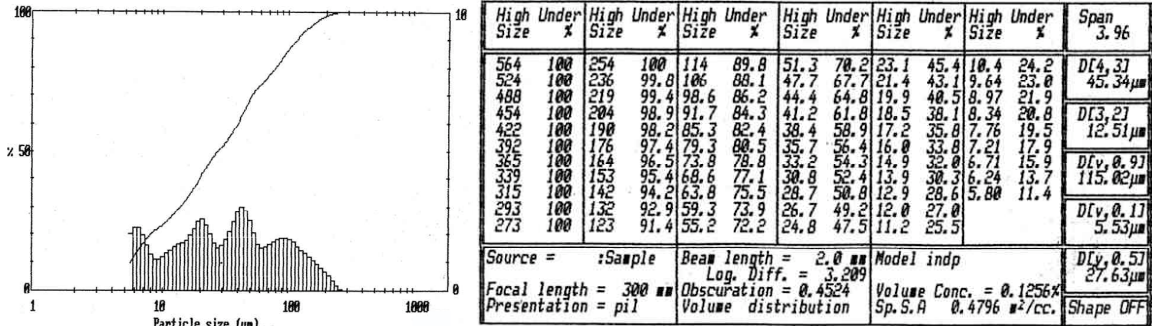 100
10
% 50
0
0
1
10
100
1000
Particle size (µm)
High Under High Under High Under High Under High Under High Under
Size % Size % Size % Size % Size % Size %
564 100 254 100 114 89.8 51.3 70.2 23.1 45.4 10.4 24.2
524 100 236 99.8 106 88.1 47.7 67.7 21.4 43.1 9.64 23.0
488 100 219 99.4 98.6 86.2 44.4 64.8 19.9 40.5 8.97 21.9
454 100 204 98.9 91.7 84.3 41.2 61.8 18.5 38.1 8.34 20.8
422 100 190 98.2 85.3 82.4 38.4 58.9 17.2 35.8 7.76 19.5
392 100 176 97.4 79.3 80.5 35.7 56.4 16.0 33.8 7.21 17.9
365 100 164 96.5 73.8 78.8 33.2 54.3 14.9 32.0 6.71 15.9
339 100 153 95.4 68.6 77.1 30.8 52.4 13.9 30.3 6.24 13.7
315 100 142 94.2 63.8 75.5 28.7 50.8 12.9 28.6 5.80 11.4
293 100 132 92.9 59.3 73.9 26.7 49.2 12.0 27.0
273 100 123 91.4 55.2 72.2 24.8 47.5 11.2 25.5
Span
3.96
D[4,3]
45.34µm
D[3,2]
12.51µm
D[v,0.9]
115.02µm
D[v,0.1]
5.53µm
D[v,0.5]
27.63µm
Source = :Sample Beam length = 2.0 mm Model indp
Log. Diff. = 3.209
Focal length = 300 mm Obscuration = 0.4524 Volume Conc. = 0.1256%
Presentation = pil Volume distribution Sp.S.A 0.4796 m²/cc. Shape OFF